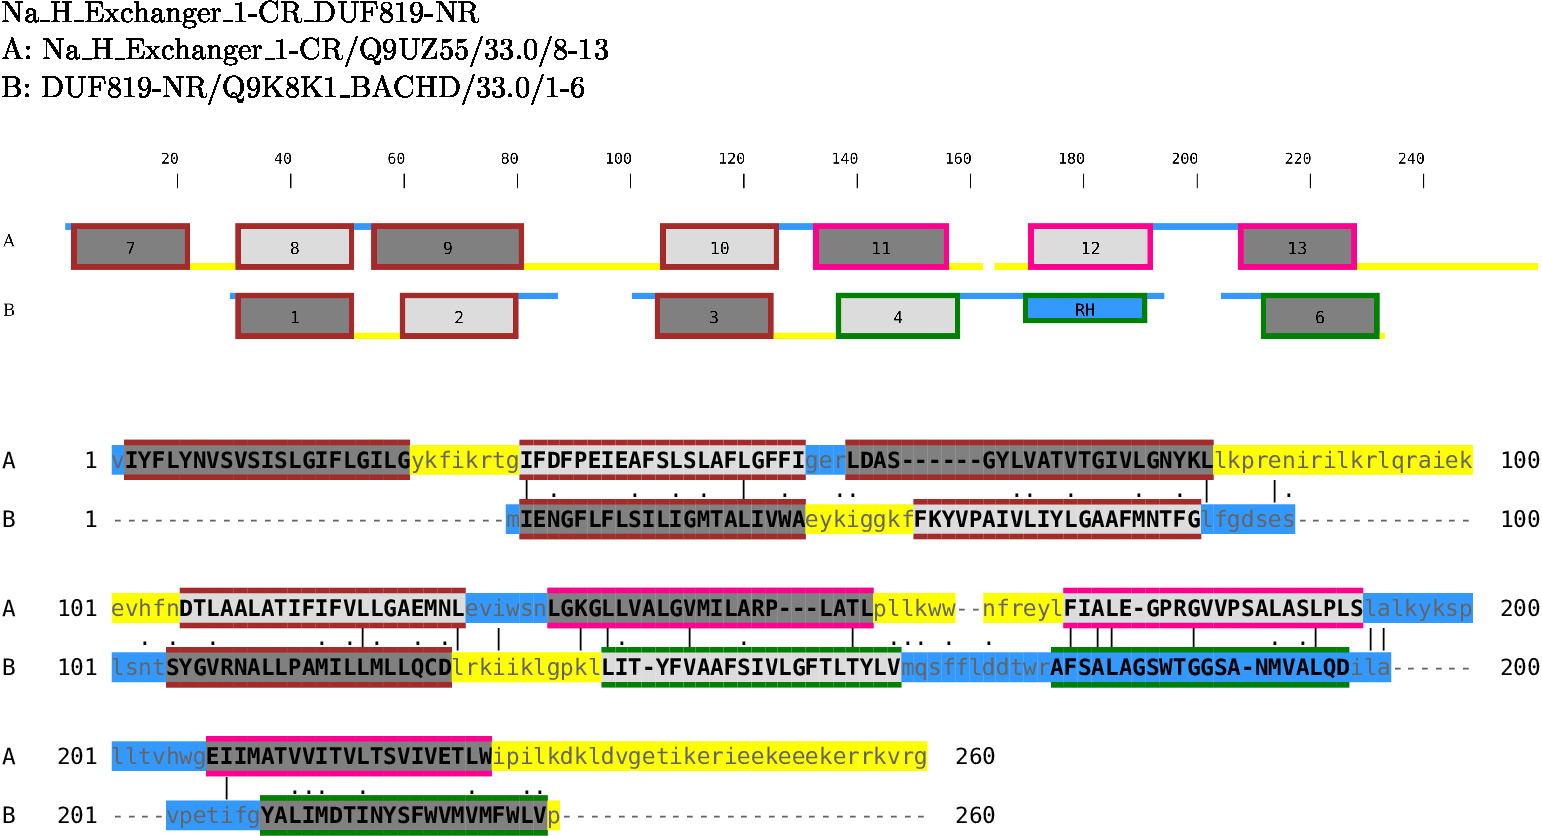 Na_H_Exchanger_1-CR_DUF819-NR
A: Na_H_Exchanger_1-CR/Q9UZ55/33.0/8-13
B: DUF819-NR/Q9K8K1_BACHD/33.0/1-6
20 40 60 80 100 120 140 160 180 200 220 240
A 7 8 9 10 11 12 13
B 1 2 3 4 RH 6
A 1 vIYFLYNVSVSISLGIFLGILGykfikrtgIFDFPEIEAFSLSLAFLGFFIgerLDAS------GYLVATVTGIVLGNYKLlkprenirilkrlqraiek 100
B 1 -----------------------------mIENGFLFLSILIGMTALIVWAeykiggkfFKYVPAIVLIYLGAAFMNTFGlfgdses------------- 100
A 101 evhfnDTLAALATIFIFVLLGAEMNLeviwsnLGKGLLVALGVMILARP---LATLpllkww--nfreylFIALE-GPRGVVPSALASLPLSlalkyksp 200
B 101 lsntSYGVRNALLPAMILLMLLQCDlrkiiklgpklLIT-YFVAAFSIVLGFTLTYLVmqsfflddtwrAFSALAGSWTGGSA-NMVALQDila------ 200
A 201 lltvhwgEIIMATVVITVLTSVIVETLWipilkdkldvgetikerieekeeekerrkvrg 260
B 201 ----vpetifgYALIMDTINYSFWVMVMFWLVp--------------------------- 260